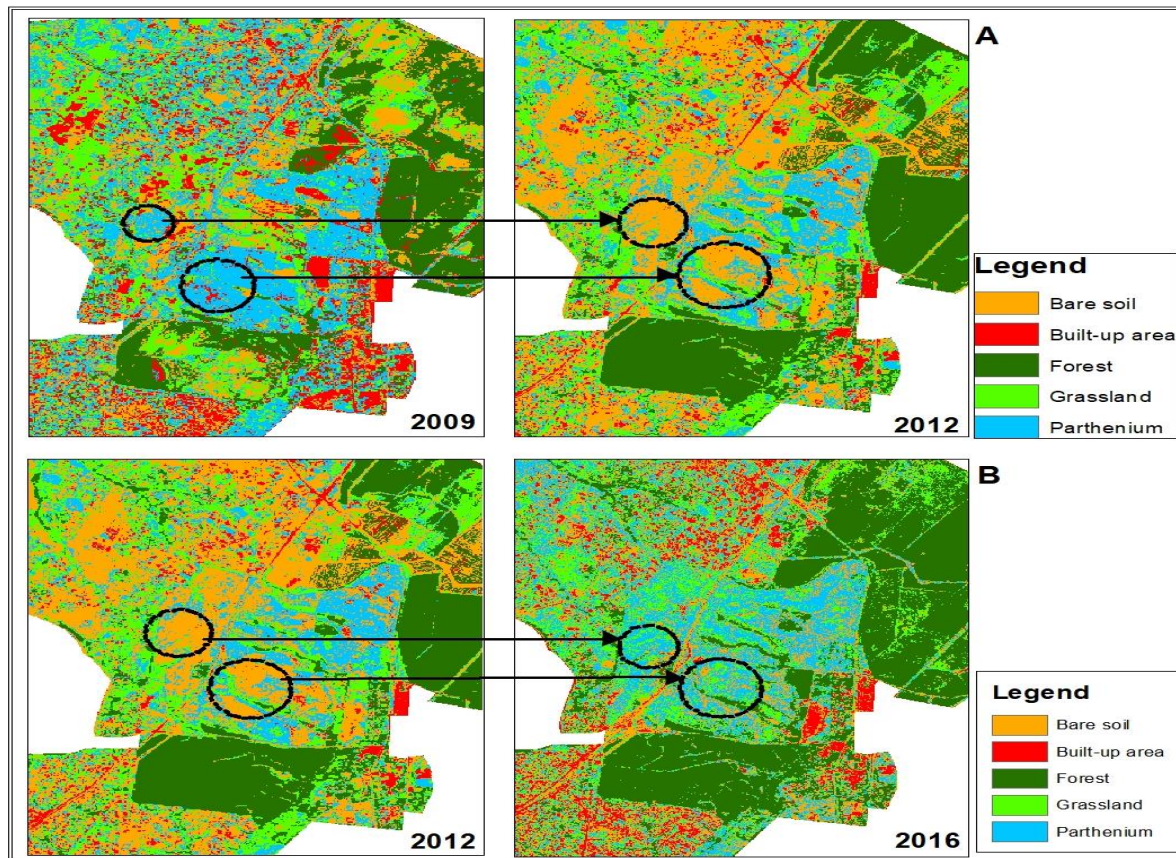 A
2009
2012
Legend
Bare soil
Built-up area
Forest
Grassland
Parthenium
B
2012
2016
Legend
Bare soil
Built-up area
Forest
Grassland
Parthenium